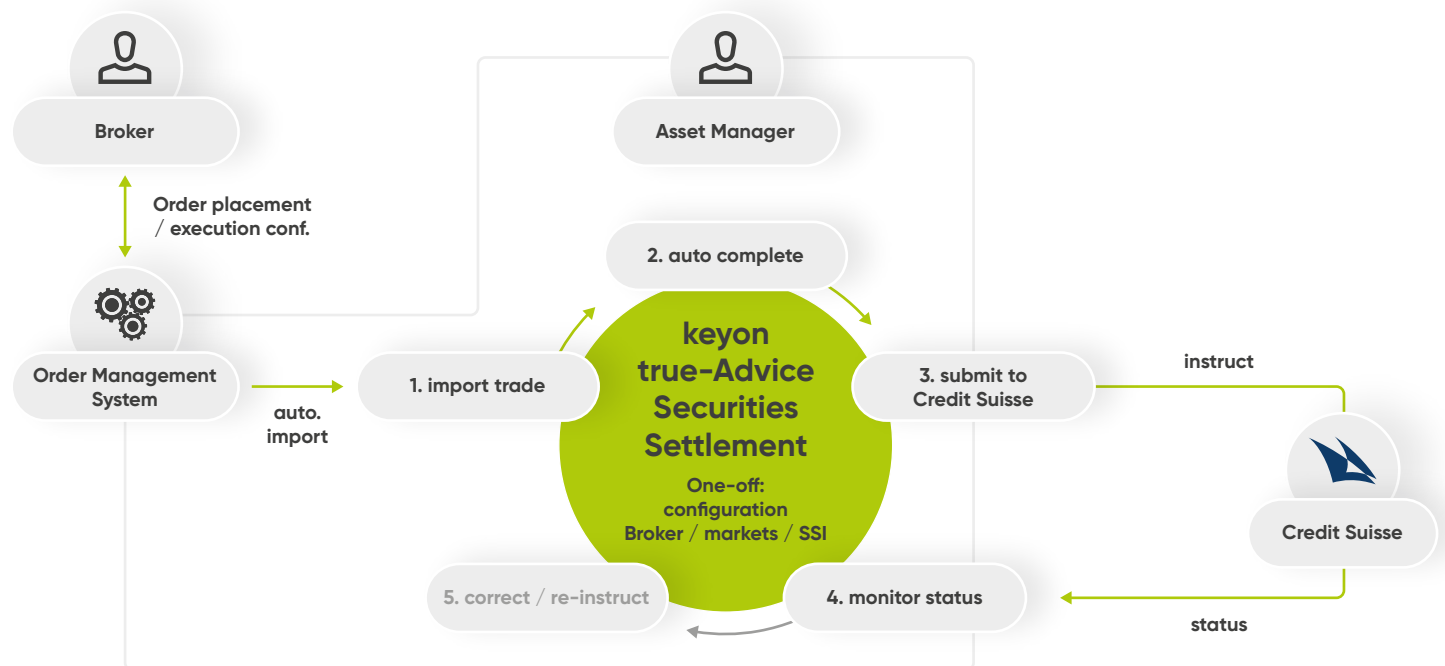 Broker
Asset Manager
Order placement
/ execution conf.
2. auto complete
keyon
true-Advice
Securities
Settlement
One-off:
configuration
Broker / markets / SSI
Order Management
System
auto.
import
1. import trade
3. submit to
Credit Suisse
instruct
Credit Suisse
5. correct / re-instruct
4. monitor status
status